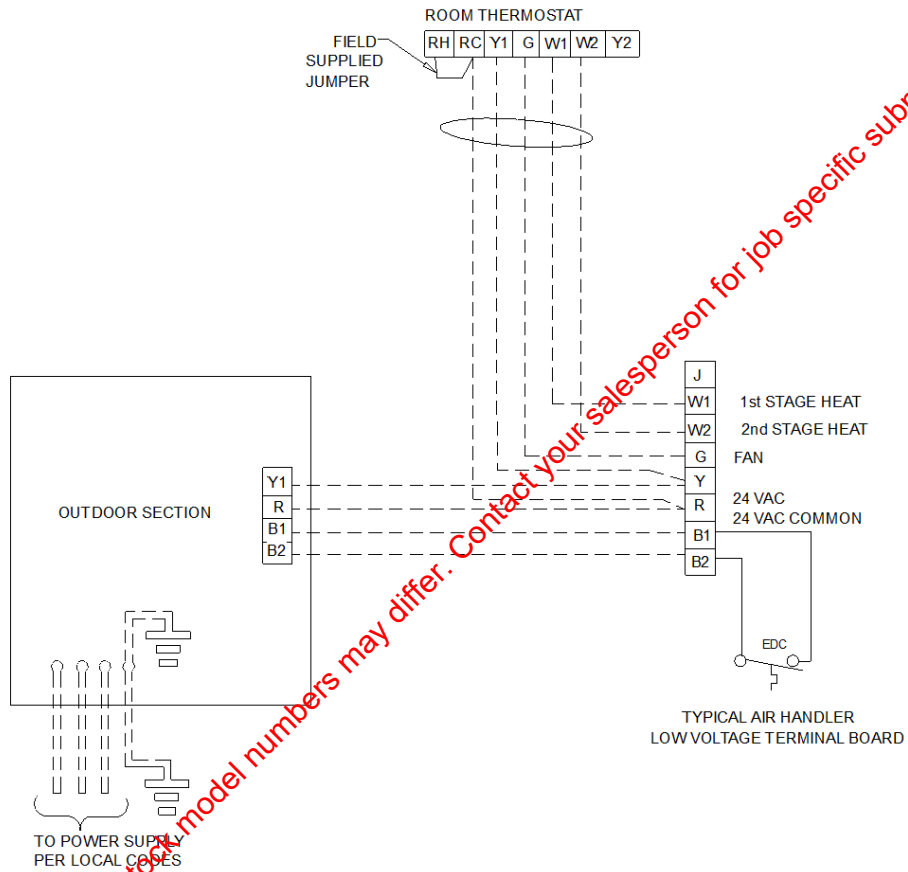 ROOM THERMOSTAT
FIELD
SUPPLIED
JUMPER
RH RC Y1 G W1 W2 Y2
J
W1 1st STAGE HEAT
W2 2nd STAGE HEAT
G FAN
Y
R 24 VAC
24 VAC COMMON
B1
B2
OUTDOOR SECTION
Y1
R
B1
B2
EDC
TYPICAL AIR HANDLER
LOW VOLTAGE TERMINAL BOARD
TO POWER SUPPLY
PER LOCAL CODES
model numbers may differ. Contact your salesperson for job specific